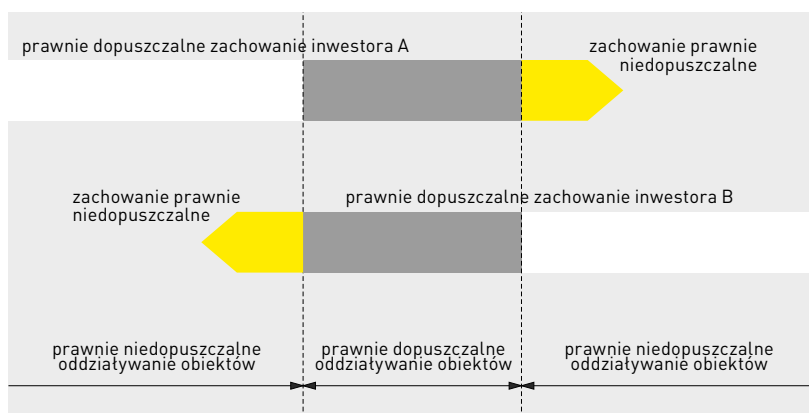 prawnie dopuszczalne zachowanie inwestora A
zachowanie prawnie
niedopuszczalne
zachowanie prawnie
niedopuszczalne
prawnie dopuszczalne zachowanie inwestora B
prawnie niedopuszczalne
oddziaływanie obiektów
prawnie dopuszczalne
oddziaływanie obiektów
prawnie niedopuszczalne
oddziaływanie obiektów